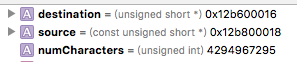 A destination = (unsigned short *) 0x12b600016
A source = (const unsigned short *) 0x12b800018
A numCharacters = (unsigned int) 4294967295